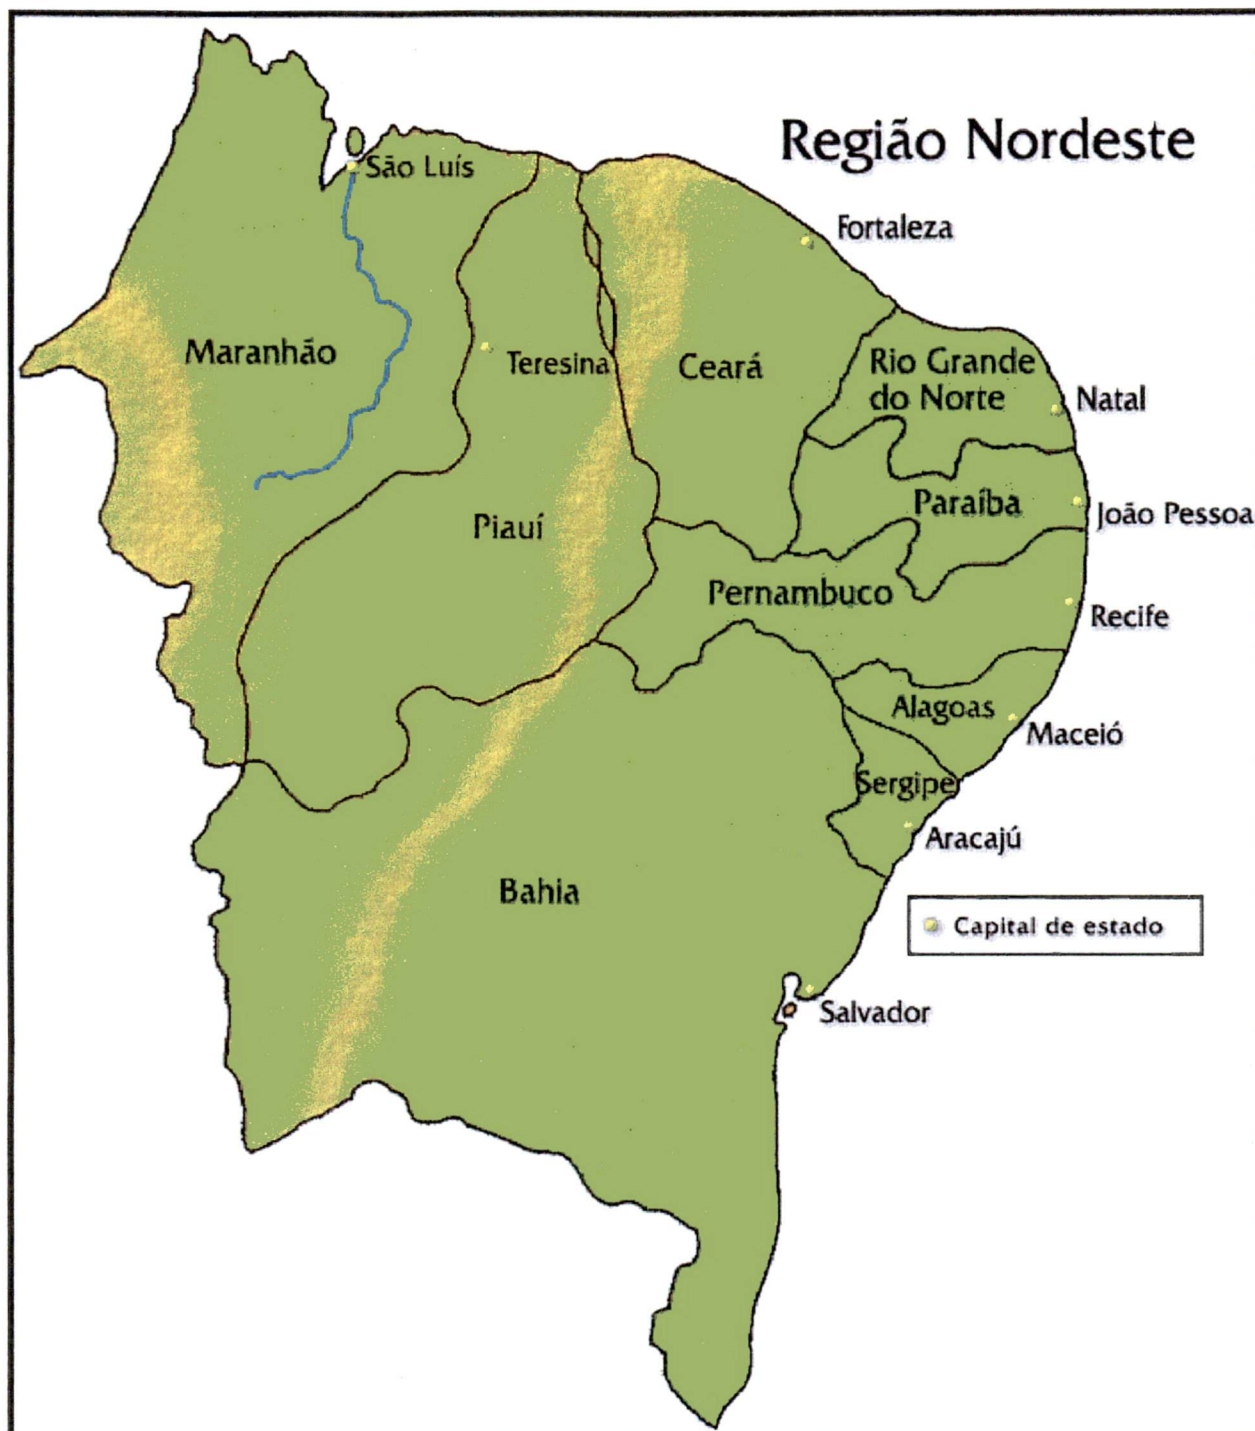 Região Nordeste
São Luís
Fortaleza
Maranhão
Teresina
Ceará
Rio Grande
do Norte
Natal
Piauí
Paraíba
João Pessoa
Pernambuco
Recife
Alagoas
Maceió
Sergipe
Aracajú
Bahia
Capital de estado
Salvador